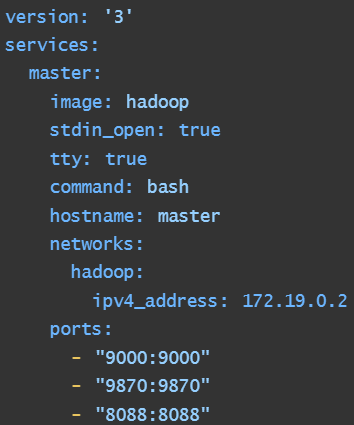 version: '3'
services:
  master:
    image: hadoop
    stdin_open: true
    tty: true
    command: bash
    hostname: master
    networks:
      hadoop:
        ipv4_address: 172.19.0.2
    ports:
      - "9000:9000"
      - "9870:9870"
      - "8088:8088"